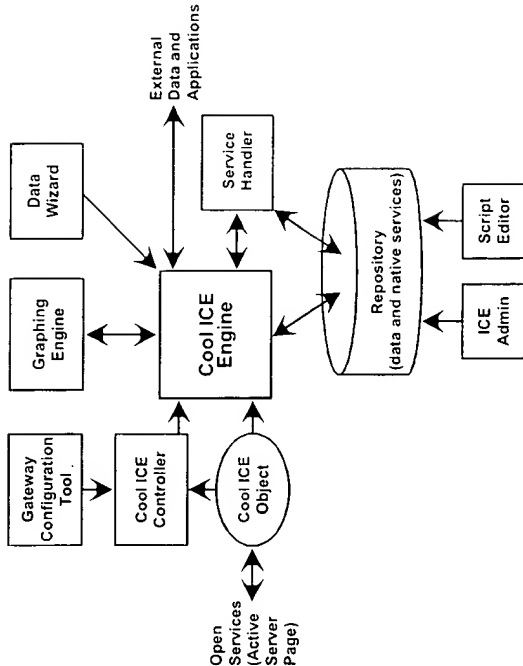 Gateway
Configuration
Tool .
Graphing
Engine
Data
Wizard
External
Data and
Applications
Cool ICE
Controller
Cool ICE
Engine
Service
Handler
Open
Services
(Active
Server
Page)
Cool ICE
Object
Repository
(data and native services)
ICE
Admin
Script
Editor